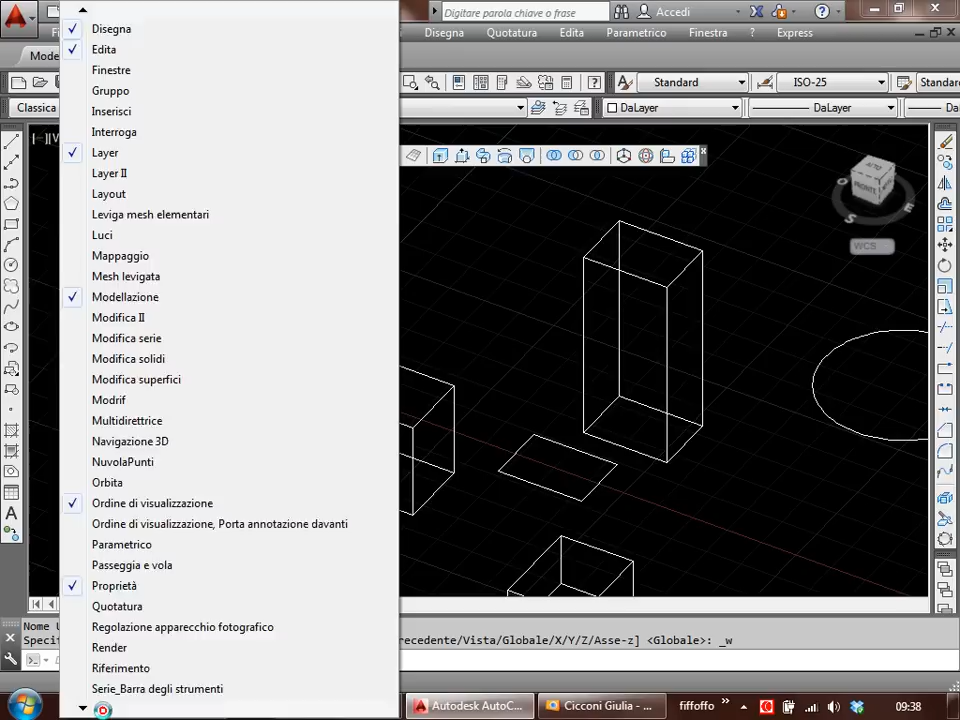 Digitare parola chiave o frase
Accedi
Disegna
Quotatura
Edita
Parametrico
Finestra
?
Express
Standard
ISO-25
Classica
DaLayer
DaLayer
Disegna
Edita
Finestre
Gruppo
Inserisci
Interroga
Layer
Layer II
Layout
Leviga mesh elementari
Luci
Mappaggio
Mesh levigata
Modellazione
Modifica II
Modifica serie
Modifica solidi
Modifica superfici
Modrif
Multidirettrice
Navigazione 3D
NuvolaPunti
Orbita
Ordine di visualizzazione
Ordine di visualizzazione, Porta annotazione davanti
Parametrico
Passeggia e vola
Proprietà
Quotatura
Regolazione apparecchio fotografico
Render
Riferimento
Serie_Barra degli strumenti
ALTO
PRONTE
O
S
E
WCS
Nome U
Specif
recedente/Vista/Globale/X/Y/Z/Asse-z] <Globale>: _w
Autodesk AutoC...
Cicconi Giulia - ...
fiffoffo
09:38